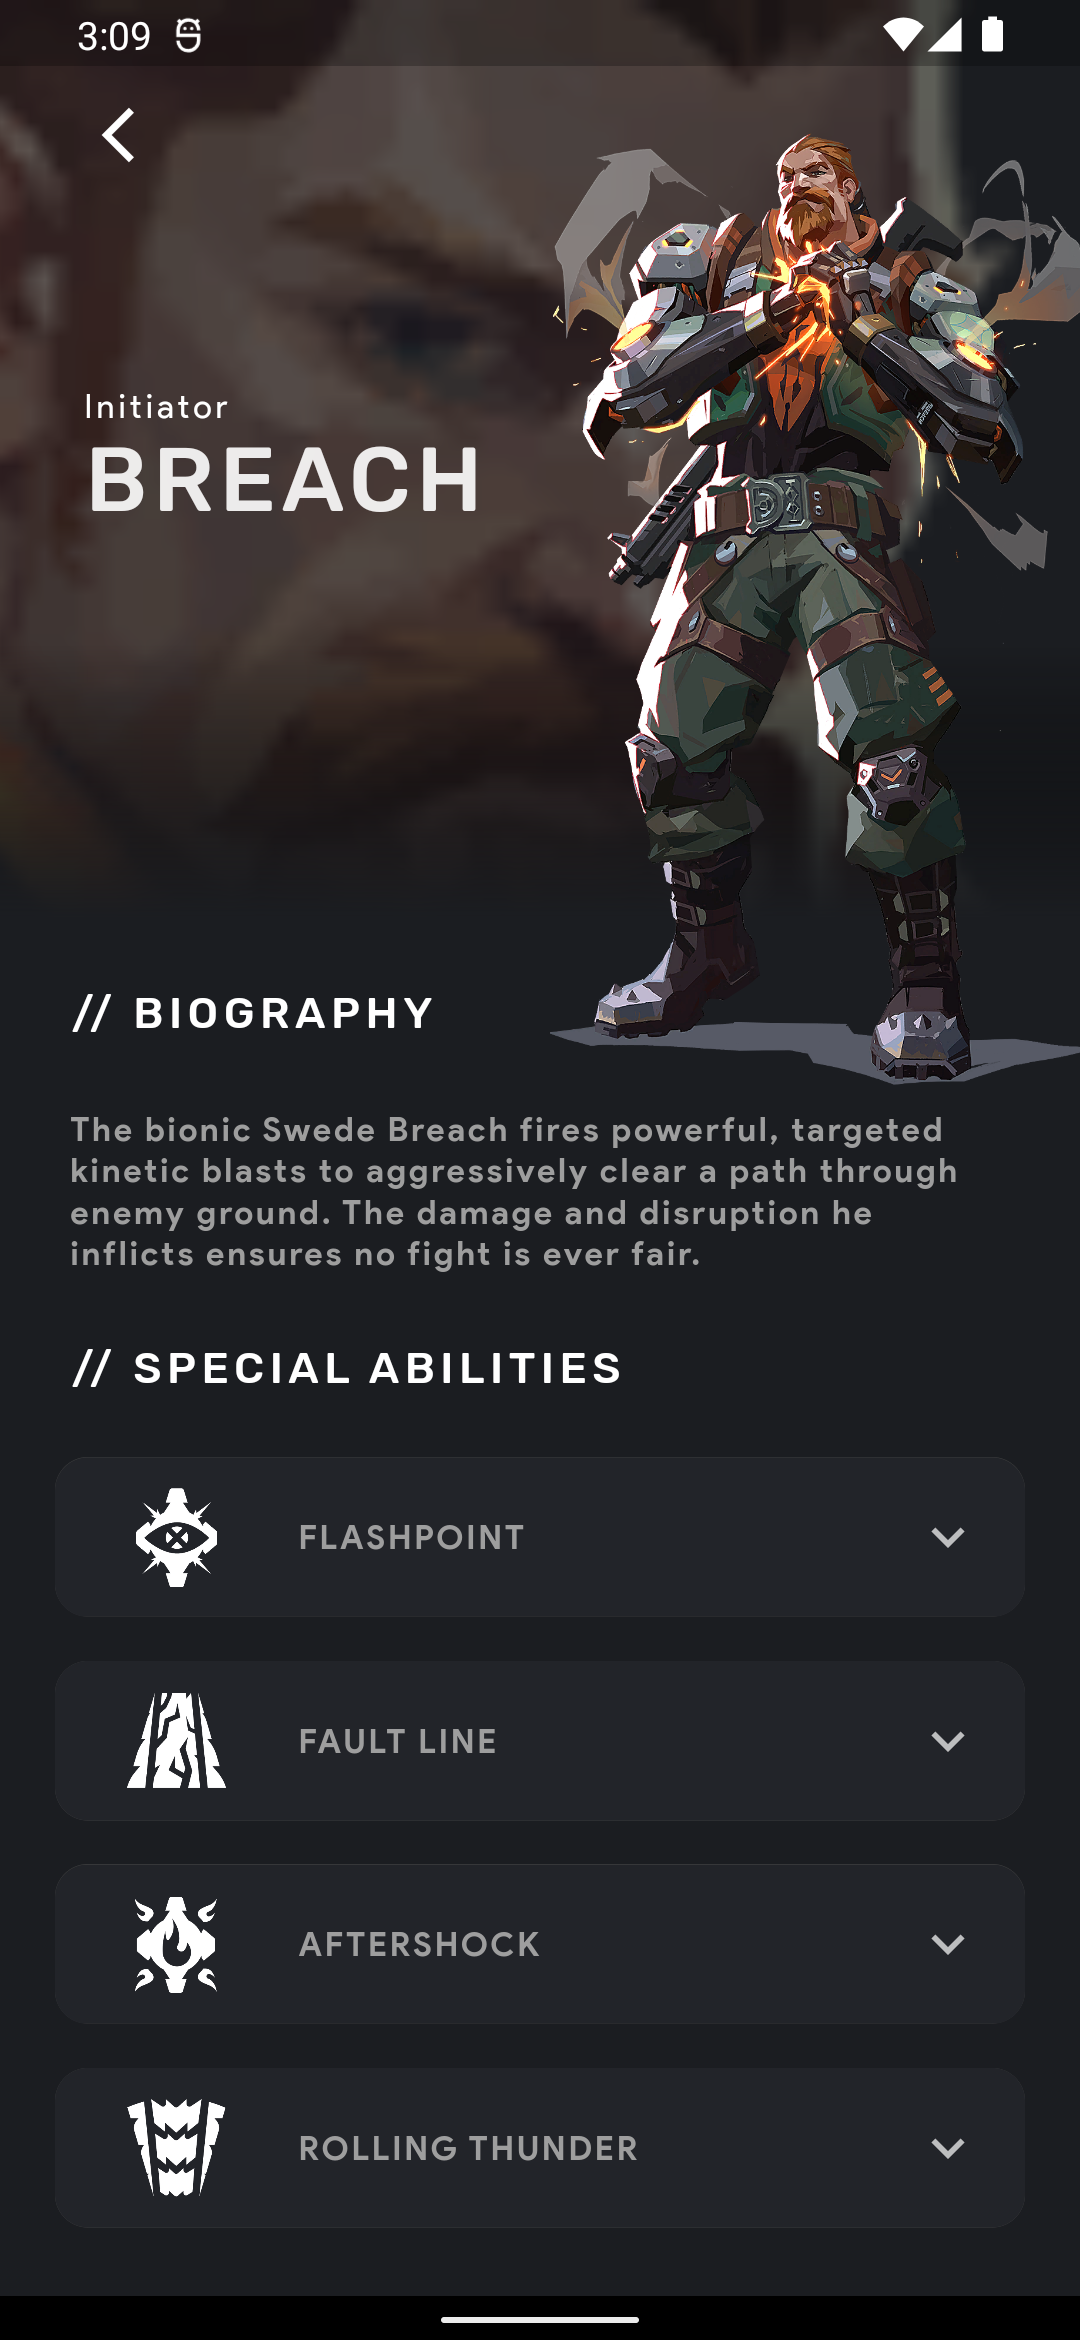 3:09
Initiator
BREACH
// BIOGRAPHY
The bionic Swede Breach fires powerful, targeted
kinetic blasts to aggressively clear a path through
enemy ground. The damage and disruption he
inflicts ensures no fight is ever fair.
// SPECIAL ABILITIES
FLASHPOINT
FAULT LINE
AFTERSHOCK
ROLLING THUNDER